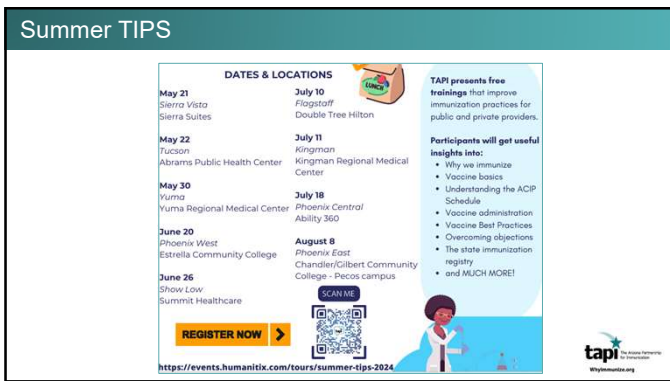 Summer TIPS
DATES & LOCATIONS
LUNCH
May 21
Sierra Vista
Sierra Suites
May 22
Tucson
Abrams Public Health Center
May 30
Yuma
Yuma Regional Medical Center
June 20
Phoenix West
Estrella Community College
June 26
Show Low
Summit Healthcare
July 10
Flagstaff
Double Tree Hilton
July 11
Kingman
Kingman Regional Medical
Center
July 18
Phoenix Central
Ability 360
August 8
Phoenix East
Chandler/Gilbert Community
College - Pecos campus
SCAN ME
REGISTER NOW
https://events.humanitix.com/tours/summer-tips-2024
TAPI presents free
trainings that improve
immunization practices for
public and private providers.
Participants will get useful
insights into:
• Why we immunize
• Vaccine basics
• Understanding the ACIP
Schedule
• Vaccine administration
• Vaccine Best Practices
• Overcoming objections
• The state immunization
registry
• and MUCH MORE!
tapi
The Arizona Partnership
for Immunization
WhyImmunize.org